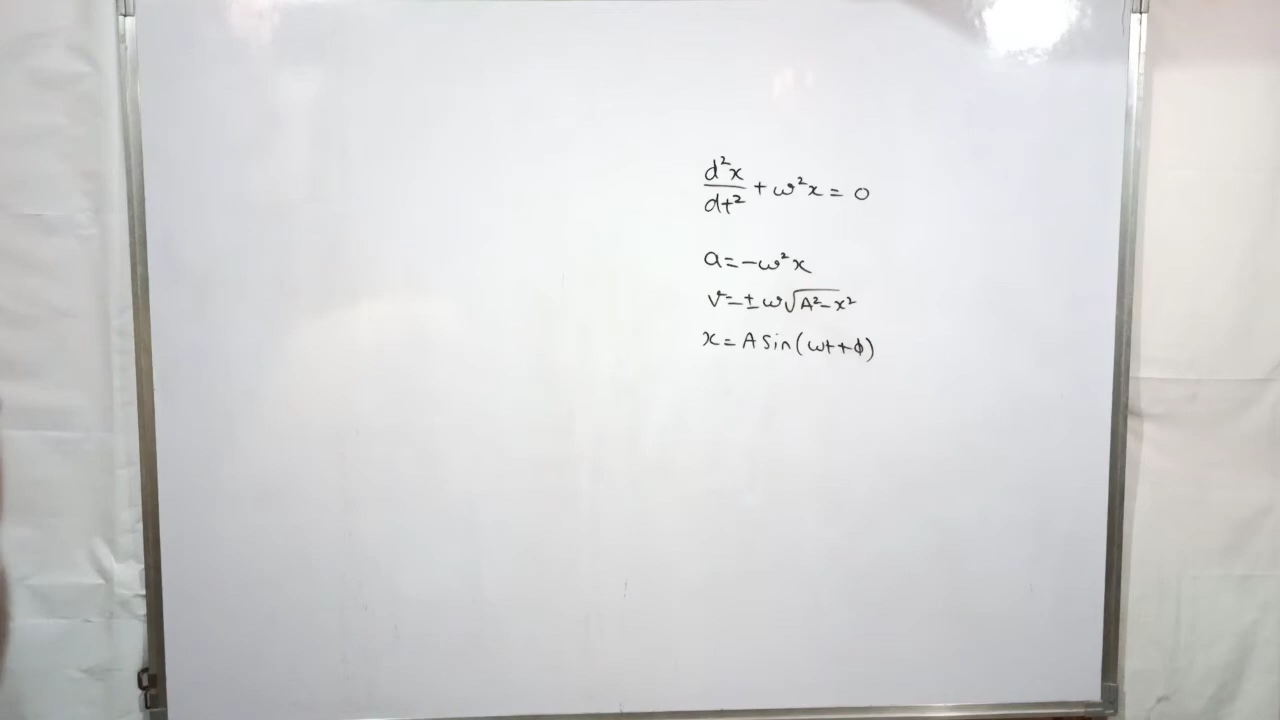 d²x/dt² + ω²x = 0
a = -ω²x
v = ± ω√(A²-x²)
x = A sin(ωt+ϕ)